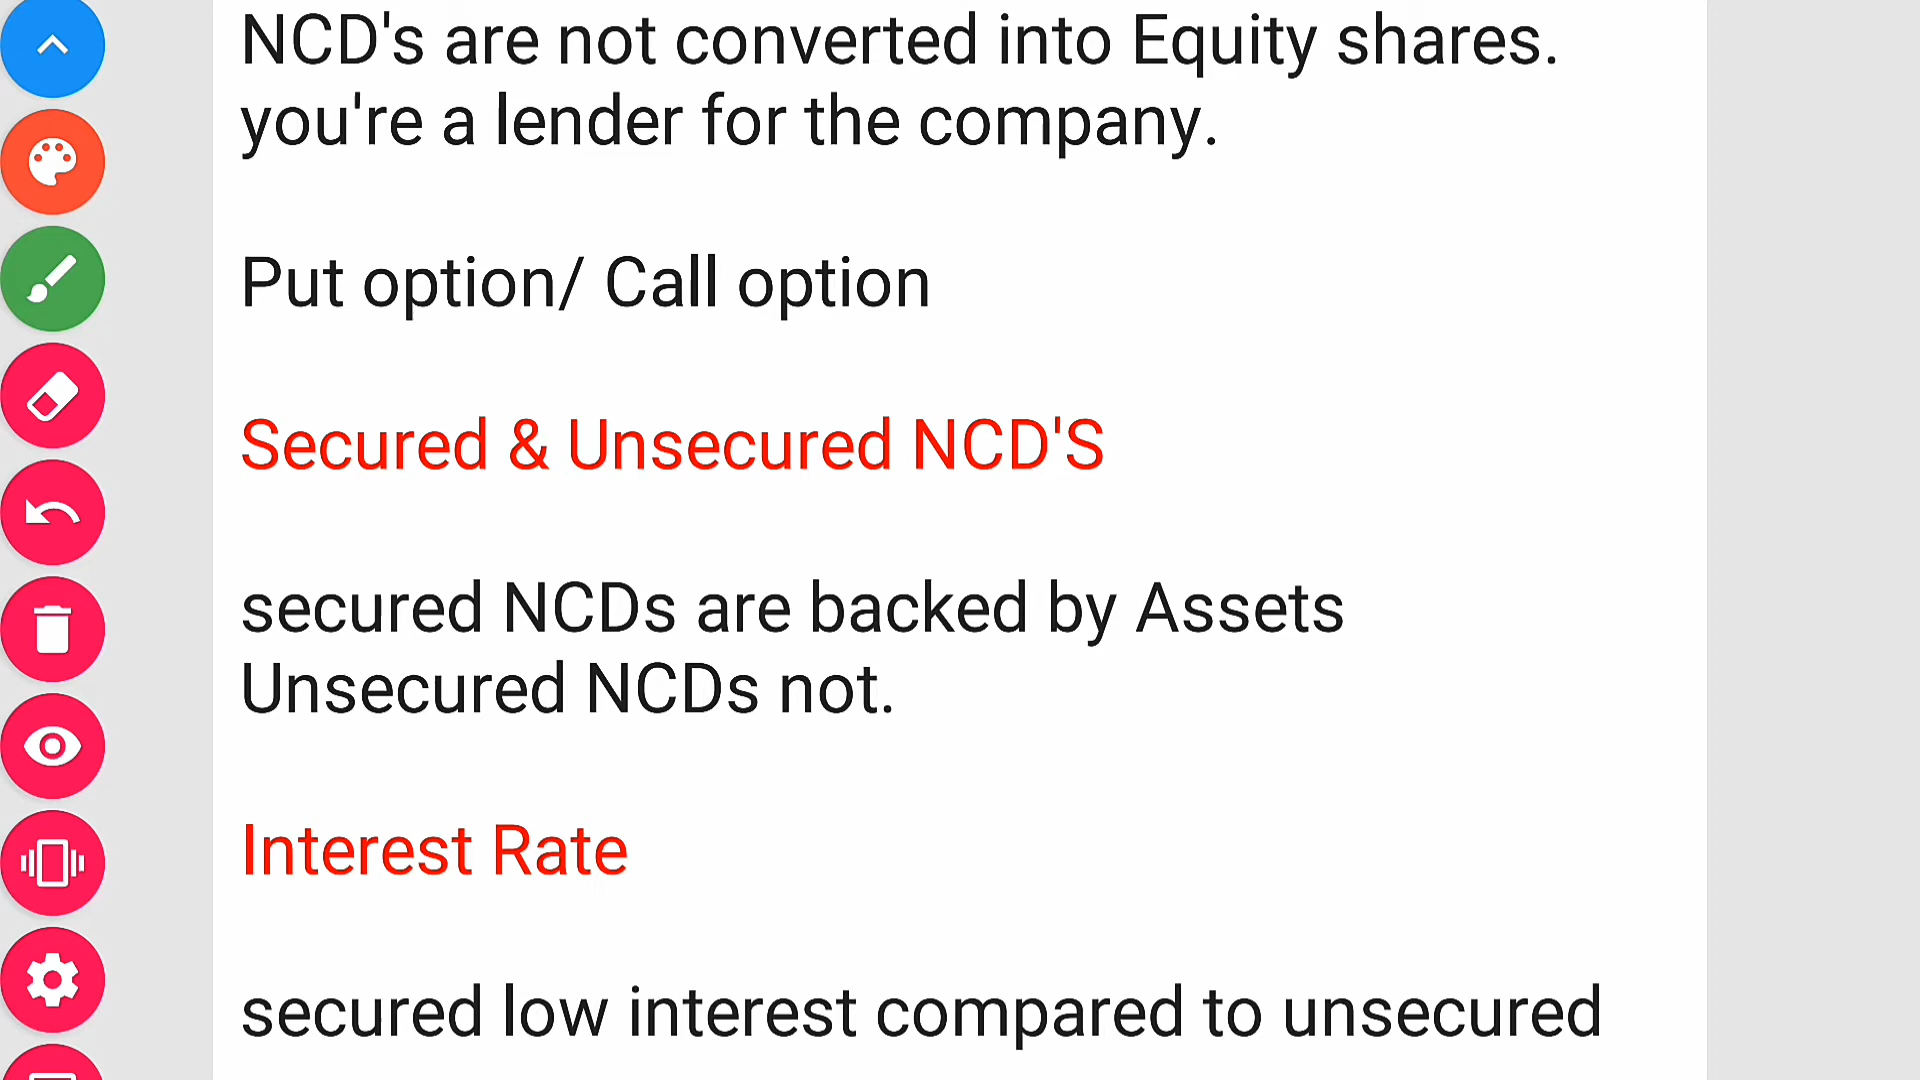 NCD's are not converted into Equity shares.
you're a lender for the company.
Put option/ Call option
Secured & Unsecured NCD'S
secured NCDs are backed by Assets
Unsecured NCDs not.
Interest Rate
secured low interest compared to unsecured